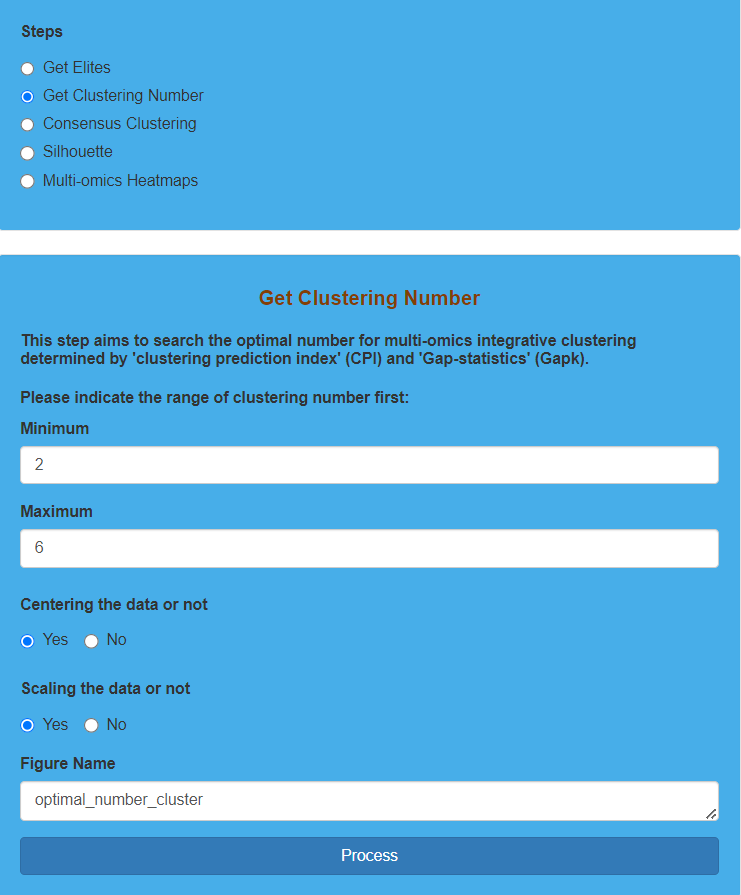 Steps
Get Elites
Get Clustering Number
Consensus Clustering
Silhouette
Multi-omics Heatmaps
Get Clustering Number
This step aims to search the optimal number for multi-omics integrative clustering
determined by 'clustering prediction index' (CPI) and 'Gap-statistics' (Gapk).
Please indicate the range of clustering number first:
Minimum
2
Maximum
6
Centering the data or not
Yes No
Scaling the data or not
Yes No
Figure Name
optimal_number_cluster
Process